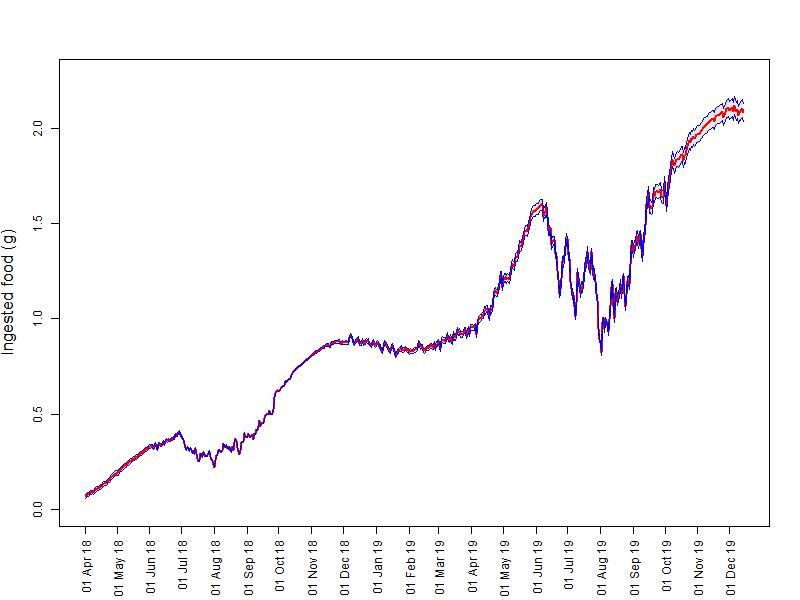 Ingested food (g)
2.0
1.5
1.0
0.5
0.0
01 Apr 18
01 May 18
01 Jun 18
01 Jul 18
01 Aug 18
01 Sep 18
01 Oct 18
01 Nov 18
01 Dec 18
01 Jan 19
01 Feb 19
01 Mar 19
01 Apr 19
01 May 19
01 Jun 19
01 Jul 19
01 Aug 19
01 Sep 19
01 Oct 19
01 Nov 19
01 Dec 19